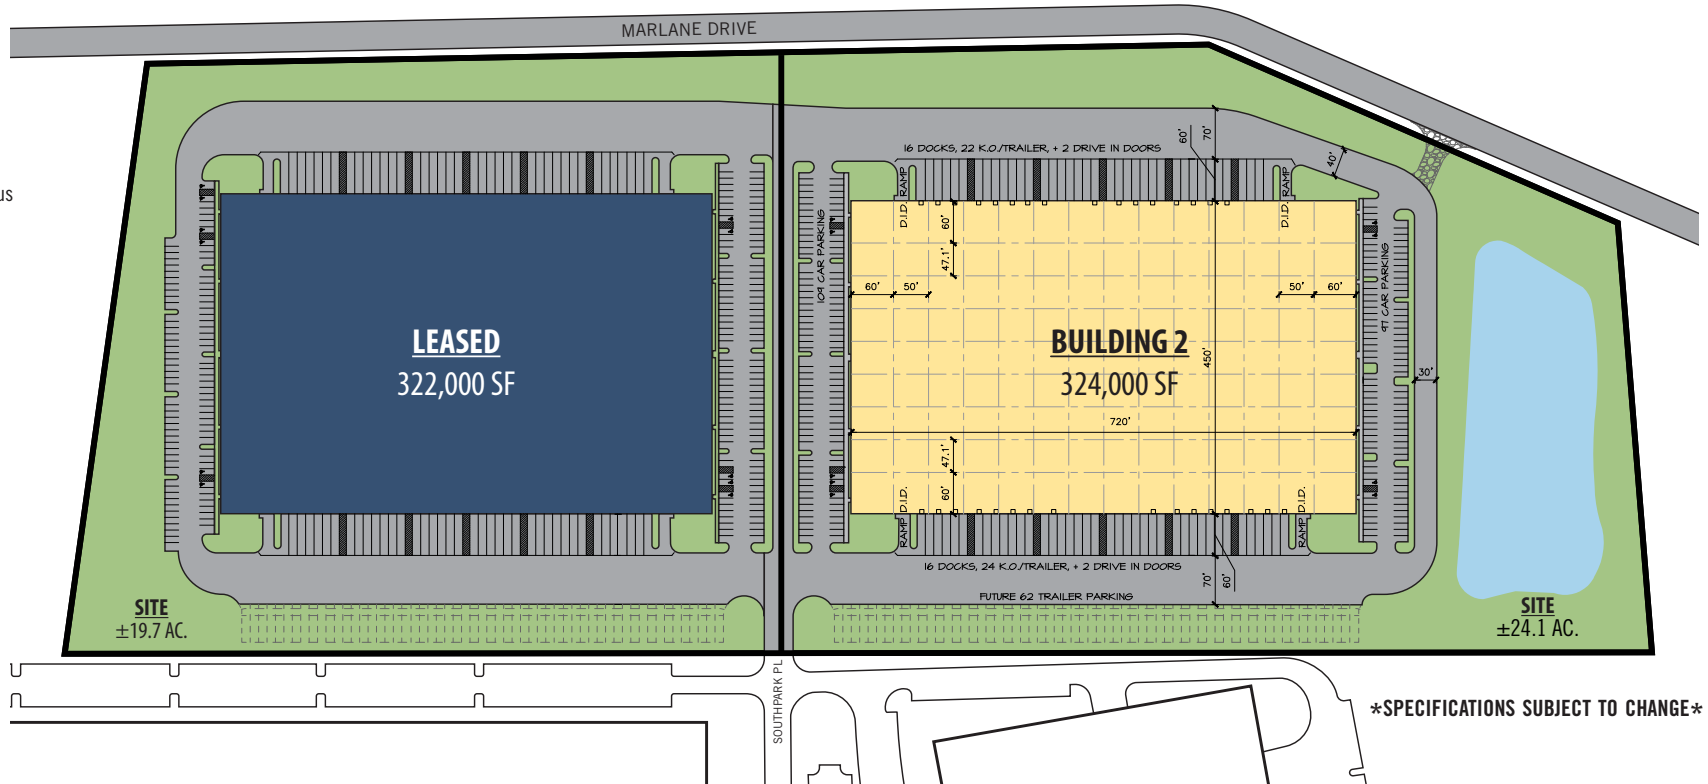 MARLANE DRIVE
us
16 DOCKS, 22 K.O./TRAILER, + 2 DRIVE IN DOORS
60'
70'
40'
D.I.D. RAMP
D.I.D. RAMP
109 CAR PARKING
97 CAR PARKING
60'
47.1'
60'
50'
50'
60'
LEASED
322,000 SF
BUILDING 2
324,000 SF
450'
30'
720'
47.1'
60'
RAMP D.I.D.
RAMP D.I.D.
16 DOCKS, 24 K.O./TRAILER, + 2 DRIVE IN DOORS
70'
60'
FUTURE 62 TRAILER PARKING
SITE
±19.7 AC.
SITE
±24.1 AC.
SOUTHPARK PL
*SPECIFICATIONS SUBJECT TO CHANGE*